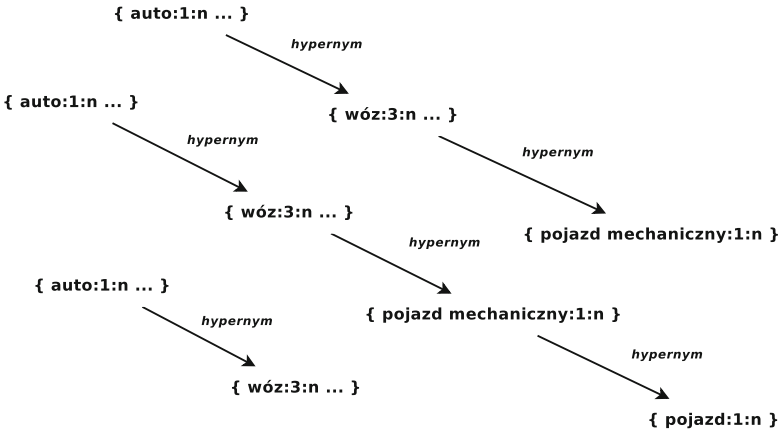 { auto:1:n ... }
hypernym
{ wóz:3:n ... }
hypernym
{ pojazd mechaniczny:1:n }
{ auto:1:n ... }
hypernym
{ wóz:3:n ... }
hypernym
{ pojazd mechaniczny:1:n }
hypernym
{ pojazd:1:n }
{ auto:1:n ... }
hypernym
{ wóz:3:n ... }